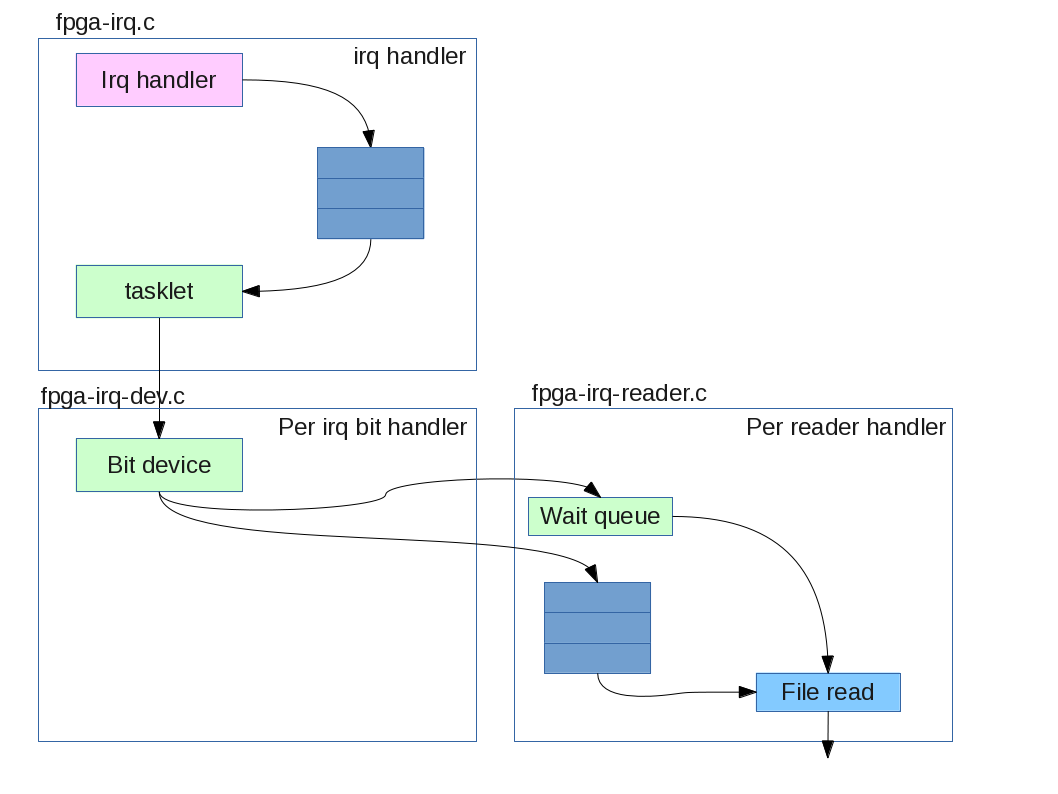 fpga-irq.c
irq handler
Irq handler
tasklet
fpga-irq-dev.c
Per irq bit handler
Bit device
fpga-irq-reader.c
Per reader handler
Wait queue
File read